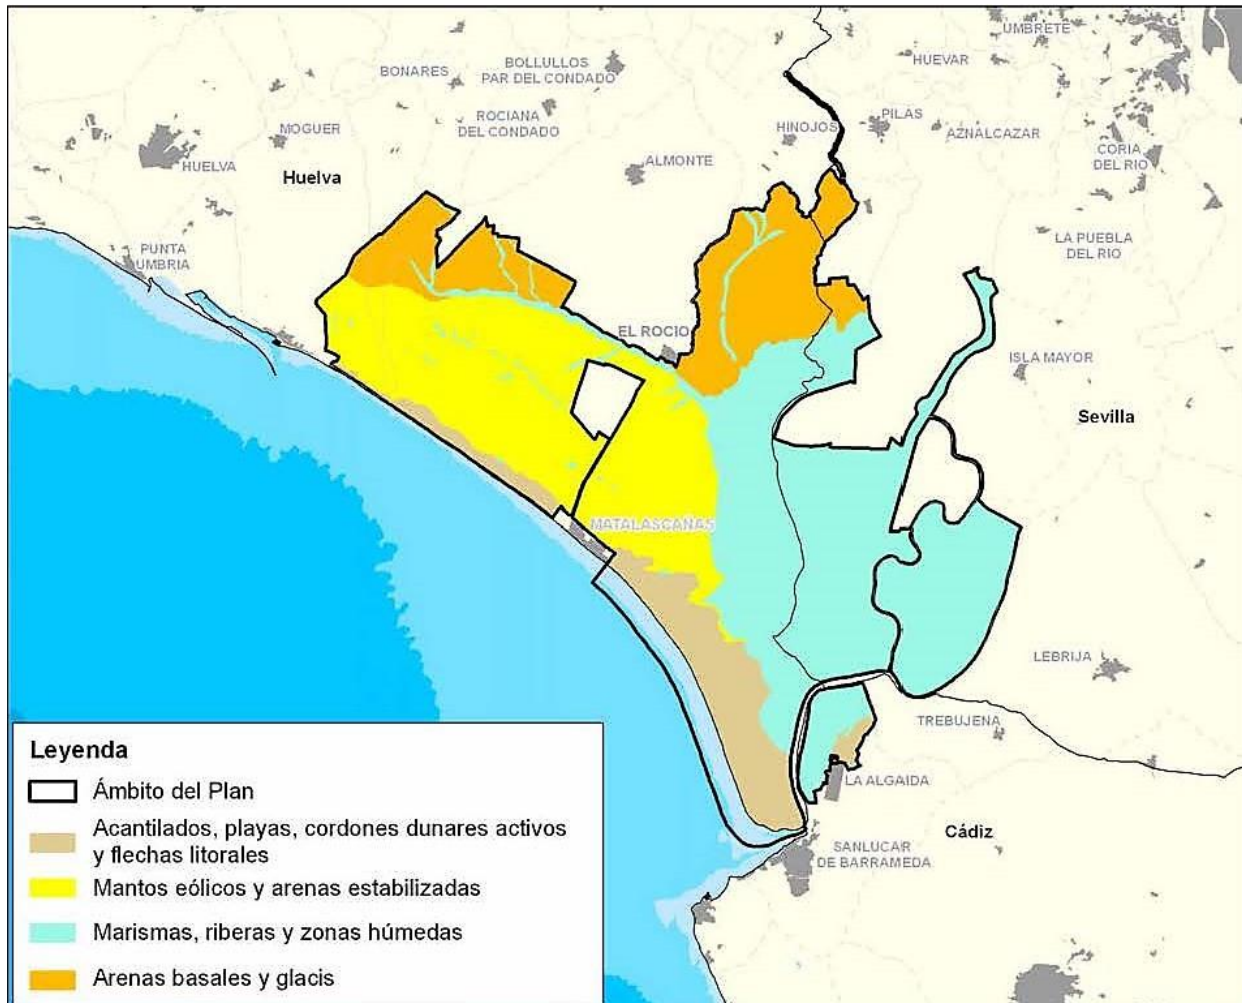 UMBRETE
BOLLULLOS
PAR DEL CONDADO
HUEVAR
BONARES
ROCIANA
DEL CONDADO
PILAS
HINOJOS
AZNALCAZAR
MOGUER
CORIA
DEL RIO
ALMONTE
HUELVA
Huelva
LA PUEBLA
DEL RIO
PUNTA
UMBRIA
EL ROCIO
ISLA MAYOR
Sevilla
MATALASCAÑAS
LEBRIJA
TREBUJENA
LA ALGAIDA
Cádiz
SANLUCAR
DE BARRAMEDA
Leyenda
Ámbito del Plan
Acantilados, playas, cordones dunares activos
y flechas litorales
Mantos eólicos y arenas estabilizadas
Marismas, riberas y zonas húmedas
Arenas basales y glacis